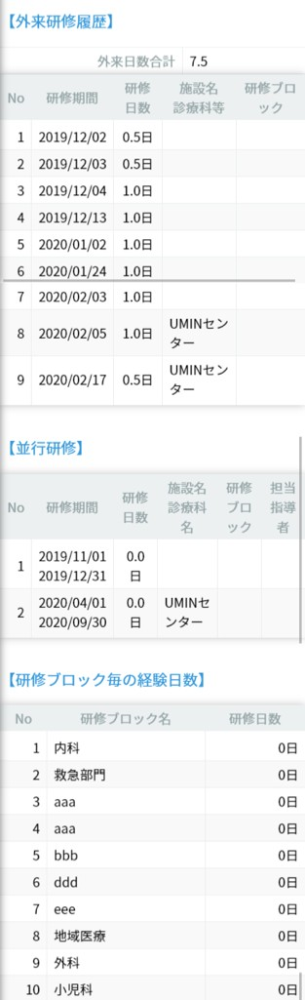 【外来研修履歴】
外来日数合計 7.5
No 研修期間 研修日数 施設名診療科等 研修ブロック
1 2019/12/02 0.5日
2 2019/12/03 0.5日
3 2019/12/04 1.0日
4 2019/12/13 1.0日
5 2020/01/02 1.0日
6 2020/01/24 1.0日
7 2020/02/03 1.0日
8 2020/02/05 1.0日 UMINセンター
9 2020/02/17 0.5日 UMINセンター
【並行研修】
No 研修期間 研修日数 施設名診療科名 研修ブロック 担当指導者
1 2019/11/01 2019/12/31 0.0日
2 2020/04/01 2020/09/30 0.0日 UMINセンター
【研修ブロック毎の経験日数】
No 研修ブロック名 研修日数
1 内科 0日
2 救急部門 0日
3 aaa 0日
4 aaa 0日
5 bbb 0日
6 ddd 0日
7 eee 0日
8 地域医療 0日
9 外科 0日
10 小児科 0日